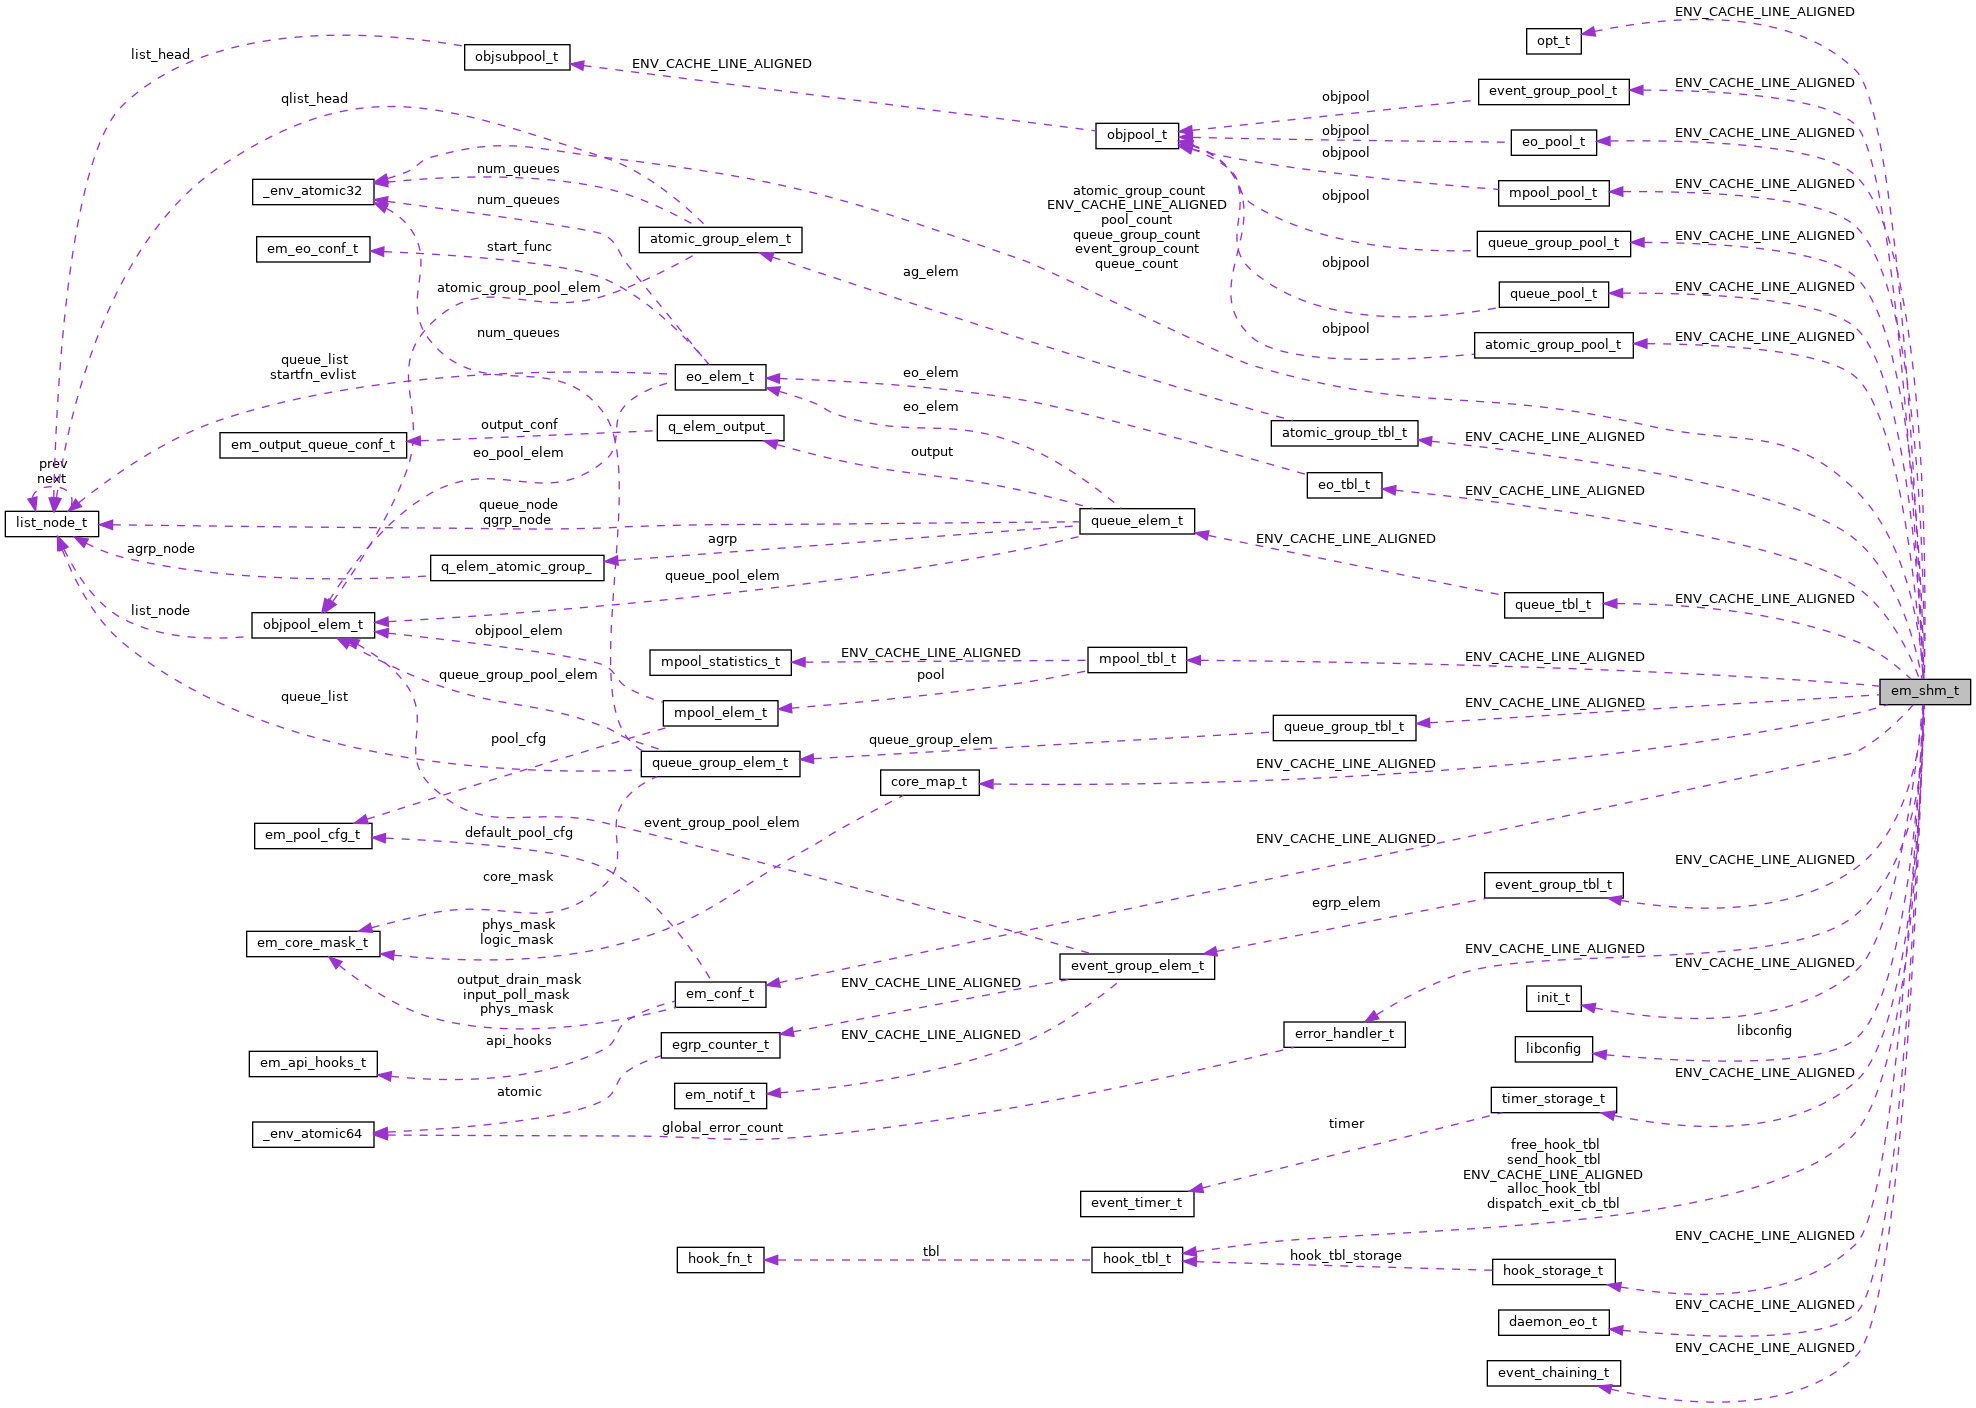 ENV_CACHE_LINE_ALIGNED
opt_t
list_head
objsubpool_t
ENV_CACHE_LINE_ALIGNED
ENV_CACHE_LINE_ALIGNED
event_group_pool_t
objpool
qlist_head
objpool_t
objpool
ENV_CACHE_LINE_ALIGNED
eo_pool_t
objpool
num_queues
_env_atomic32
ENV_CACHE_LINE_ALIGNED
mpool_pool_t
objpool
num_queues
atomic_group_count
ENV_CACHE_LINE_ALIGNED
pool_count
queue_group_count
event_group_count
queue_count
atomic_group_elem_t
em_eo_conf_t
start_func
ENV_CACHE_LINE_ALIGNED
queue_group_pool_t
objpool
ag_elem
atomic_group_pool_elem
ENV_CACHE_LINE_ALIGNED
queue_pool_t
objpool
num_queues
ENV_CACHE_LINE_ALIGNED
atomic_group_pool_t
queue_list
startfn_evlist
eo_elem_t
eo_elem
eo_elem
em_output_queue_conf_t
output_conf
q_elem_output_
atomic_group_tbl_t
ENV_CACHE_LINE_ALIGNED
eo_pool_elem
output
prev
next
eo_tbl_t
ENV_CACHE_LINE_ALIGNED
list_node_t
queue_node
qgrp_node
queue_elem_t
agrp_node
agrp
ENV_CACHE_LINE_ALIGNED
q_elem_atomic_group_
queue_pool_elem
queue_tbl_t
ENV_CACHE_LINE_ALIGNED
list_node
objpool_elem_t
objpool_elem
mpool_statistics_t
ENV_CACHE_LINE_ALIGNED
mpool_tbl_t
ENV_CACHE_LINE_ALIGNED
queue_group_pool_elem
pool
em_shm_t
queue_list
mpool_elem_t
ENV_CACHE_LINE_ALIGNED
queue_group_tbl_t
pool_cfg
queue_group_elem
queue_group_elem_t
core_map_t
ENV_CACHE_LINE_ALIGNED
em_pool_cfg_t
default_pool_cfg
event_group_pool_elem
ENV_CACHE_LINE_ALIGNED
core_mask
ENV_CACHE_LINE_ALIGNED
event_group_tbl_t
egrp_elem
em_core_mask_t
phys_mask
logic_mask
ENV_CACHE_LINE_ALIGNED
event_group_elem_t
ENV_CACHE_LINE_ALIGNED
output_drain_mask
input_poll_mask
phys_mask
em_conf_t
ENV_CACHE_LINE_ALIGNED
init_t
api_hooks
egrp_counter_t
ENV_CACHE_LINE_ALIGNED
error_handler_t
libconfig
libconfig
em_api_hooks_t
atomic
em_notif_t
ENV_CACHE_LINE_ALIGNED
timer_storage_t
_env_atomic64
global_error_count
timer
free_hook_tbl
send_hook_tbl
ENV_CACHE_LINE_ALIGNED
alloc_hook_tbl
dispatch_exit_cb_tbl
event_timer_t
ENV_CACHE_LINE_ALIGNED
hook_fn_t
tbl
hook_tbl_t
hook_tbl_storage
hook_storage_t
ENV_CACHE_LINE_ALIGNED
daemon_eo_t
ENV_CACHE_LINE_ALIGNED
event_chaining_t